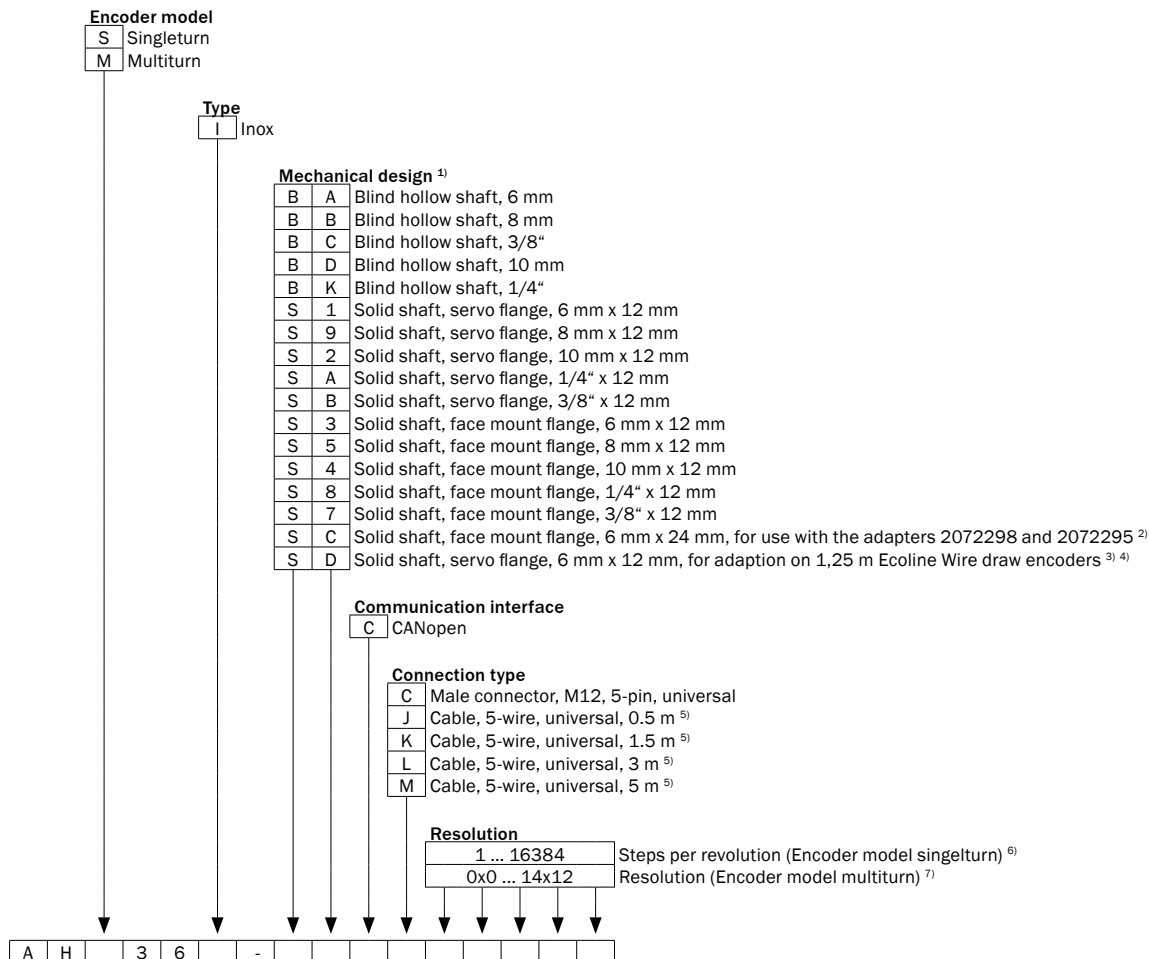 Encoder model
S Singleturn
M Multiturn
Type
I Inox
Mechanical design 1)
B A Blind hollow shaft, 6 mm
B B Blind hollow shaft, 8 mm
B C Blind hollow shaft, 3/8“
B D Blind hollow shaft, 10 mm
B K Blind hollow shaft, 1/4“
S 1 Solid shaft, servo flange, 6 mm x 12 mm
S 9 Solid shaft, servo flange, 8 mm x 12 mm
S 2 Solid shaft, servo flange, 10 mm x 12 mm
S A Solid shaft, servo flange, 1/4“ x 12 mm
S B Solid shaft, servo flange, 3/8“ x 12 mm
S 3 Solid shaft, face mount flange, 6 mm x 12 mm
S 5 Solid shaft, face mount flange, 8 mm x 12 mm
S 4 Solid shaft, face mount flange, 10 mm x 12 mm
S 8 Solid shaft, face mount flange, 1/4“ x 12 mm
S 7 Solid shaft, face mount flange, 3/8“ x 12 mm
S C Solid shaft, face mount flange, 6 mm x 24 mm, for use with the adapters 2072298 and 2072295 2)
S D Solid shaft, servo flange, 6 mm x 12 mm, for adaption on 1,25 m Ecoline Wire draw encoders 3) 4)
Communication interface
C CANopen
Connection type
C Male connector, M12, 5-pin, universal
J Cable, 5-wire, universal, 0.5 m 5)
K Cable, 5-wire, universal, 1.5 m 5)
L Cable, 5-wire, universal, 3 m 5)
M Cable, 5-wire, universal, 5 m 5)
Resolution
1 ... 16384 Steps per revolution (Encoder model singelturn) 6)
0x0 ... 14x12 Resolution (Encoder model multiturn) 7)
A H 3 6 -